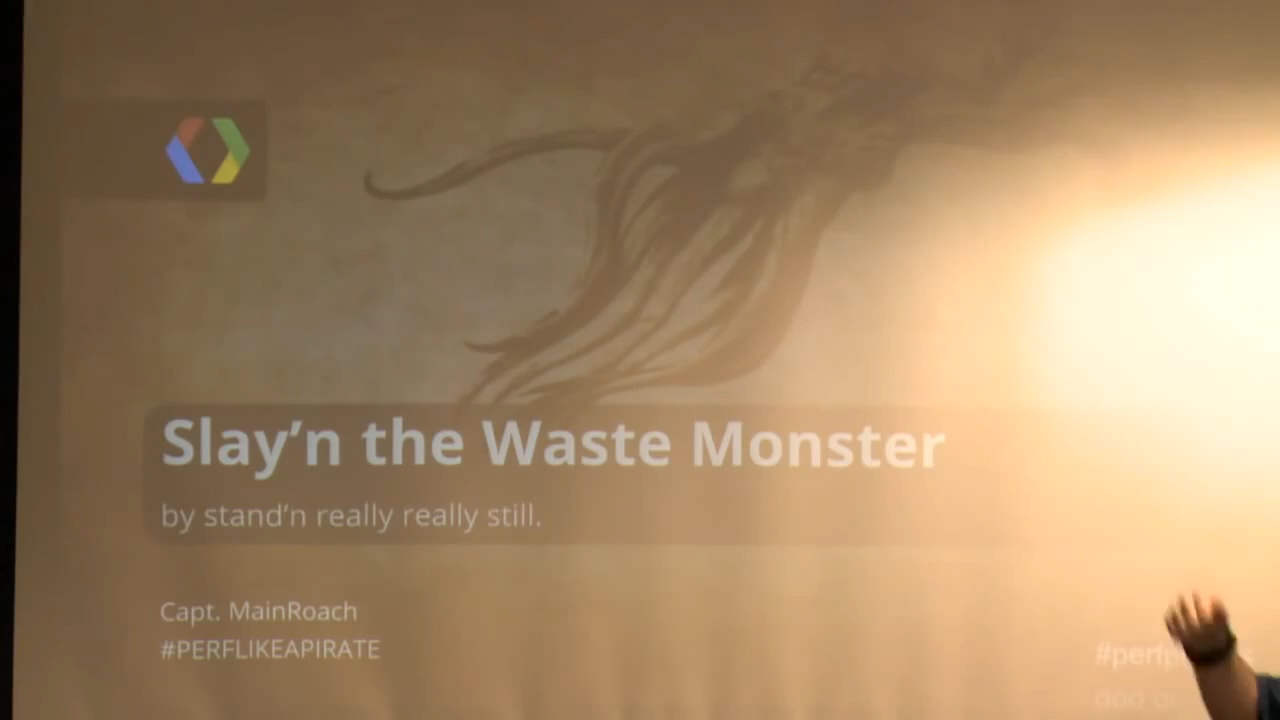 Slay’n the Waste Monster
by stand’n really really still.
Capt. MainRoach
#PERFLIKEAPIRATE